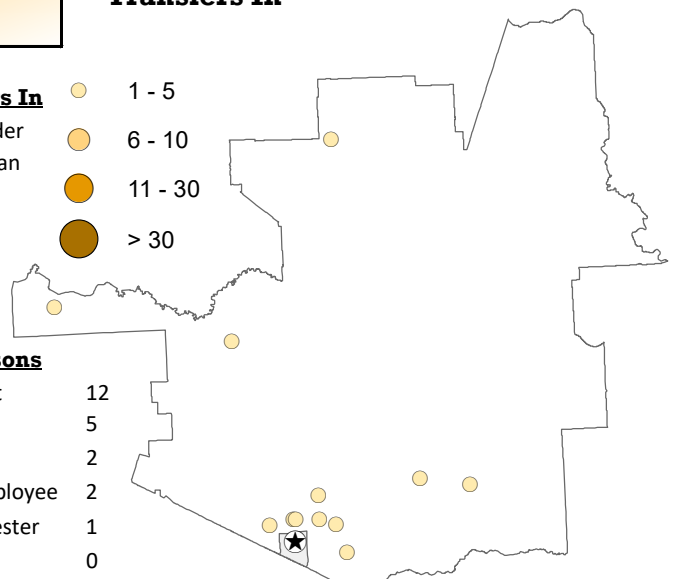 Transfers In
s In
der
an
1 - 5
6 - 10
11 - 30
> 30
sons
t 12
5
2
ployee 2
ester 1
0